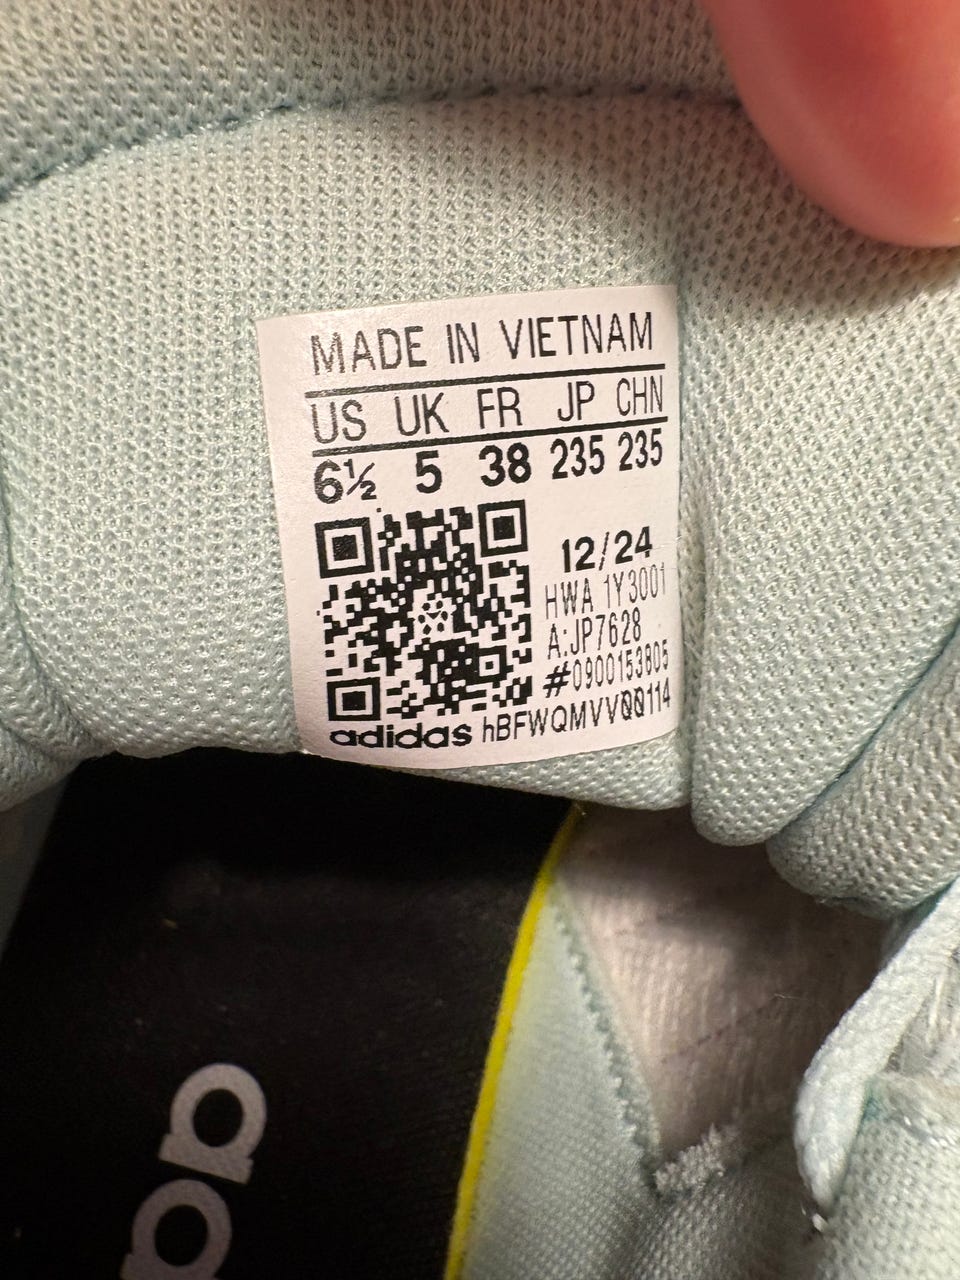 MADE IN VIETNAM
US UK FR JP CHN
6½ 5 38 235 235
12/24
HWA 1Y3001
A:JP7628
#0900153805
adidas hBFWQMVVQQ114
ad